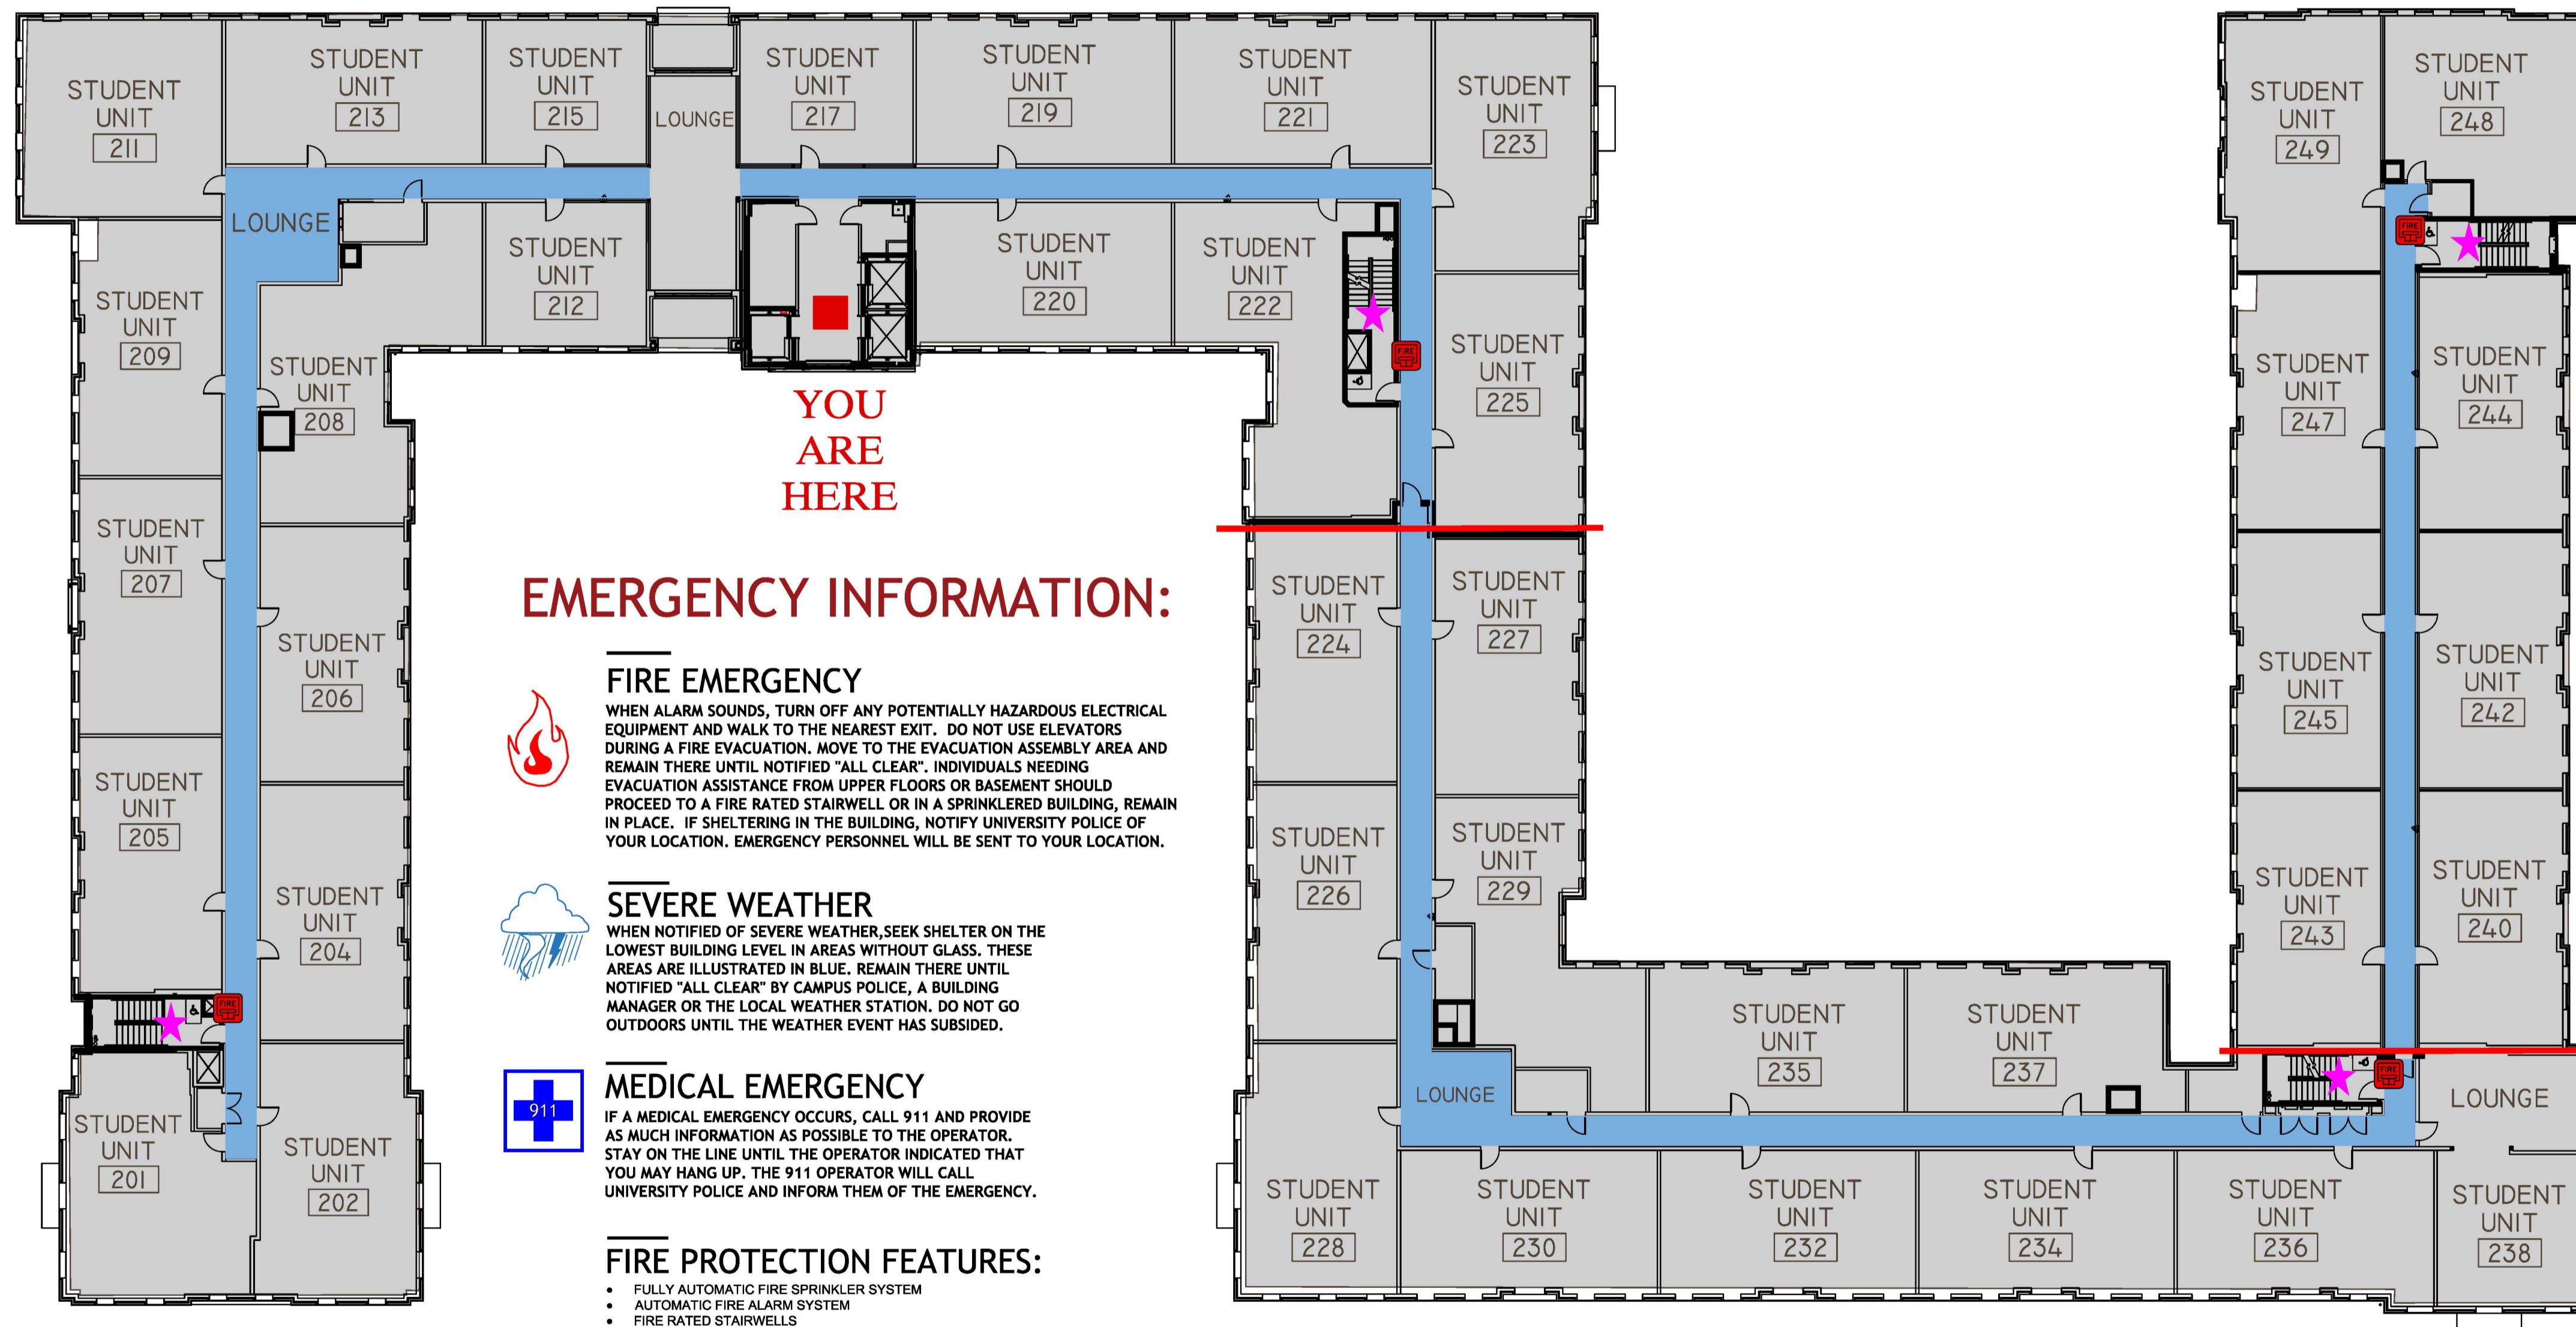 STUDENT
UNIT
211
STUDENT
UNIT
213
STUDENT
UNIT
215
LOUNGE
STUDENT
UNIT
217
STUDENT
UNIT
219
STUDENT
UNIT
221
STUDENT
UNIT
223
STUDENT
UNIT
249
STUDENT
UNIT
248
LOUNGE
STUDENT
UNIT
209
STUDENT
UNIT
208
STUDENT
UNIT
212
STUDENT
UNIT
220
STUDENT
UNIT
222
FIRE
STUDENT
UNIT
225
FIRE
STUDENT
UNIT
247
STUDENT
UNIT
244
YOU
ARE
HERE
STUDENT
UNIT
207
STUDENT
UNIT
206
STUDENT
UNIT
205
STUDENT
UNIT
204
FIRE
STUDENT
UNIT
201
STUDENT
UNIT
202
EMERGENCY INFORMATION:
FIRE EMERGENCY
WHEN ALARM SOUNDS, TURN OFF ANY POTENTIALLY HAZARDOUS ELECTRICAL
EQUIPMENT AND WALK TO THE NEAREST EXIT. DO NOT USE ELEVATORS
DURING A FIRE EVACUATION. MOVE TO THE EVACUATION ASSEMBLY AREA AND
REMAIN THERE UNTIL NOTIFIED "ALL CLEAR". INDIVIDUALS NEEDING
EVACUATION ASSISTANCE FROM UPPER FLOORS OR BASEMENT SHOULD
PROCEED TO A FIRE RATED STAIRWELL OR IN A SPRINKLERED BUILDING, REMAIN
IN PLACE. IF SHELTERING IN THE BUILDING, NOTIFY UNIVERSITY POLICE OF
YOUR LOCATION. EMERGENCY PERSONNEL WILL BE SENT TO YOUR LOCATION.
SEVERE WEATHER
WHEN NOTIFIED OF SEVERE WEATHER,SEEK SHELTER ON THE
LOWEST BUILDING LEVEL IN AREAS WITHOUT GLASS. THESE
AREAS ARE ILLUSTRATED IN BLUE. REMAIN THERE UNTIL
NOTIFIED "ALL CLEAR" BY CAMPUS POLICE, A BUILDING
MANAGER OR THE LOCAL WEATHER STATION. DO NOT GO
OUTDOORS UNTIL THE WEATHER EVENT HAS SUBSIDED.
911
MEDICAL EMERGENCY
IF A MEDICAL EMERGENCY OCCURS, CALL 911 AND PROVIDE
AS MUCH INFORMATION AS POSSIBLE TO THE OPERATOR.
STAY ON THE LINE UNTIL THE OPERATOR INDICATED THAT
YOU MAY HANG UP. THE 911 OPERATOR WILL CALL
UNIVERSITY POLICE AND INFORM THEM OF THE EMERGENCY.
FIRE PROTECTION FEATURES:
• FULLY AUTOMATIC FIRE SPRINKLER SYSTEM
• AUTOMATIC FIRE ALARM SYSTEM
• FIRE RATED STAIRWELLS
STUDENT
UNIT
224
STUDENT
UNIT
227
STUDENT
UNIT
226
STUDENT
UNIT
229
STUDENT
UNIT
245
STUDENT
UNIT
242
STUDENT
UNIT
243
STUDENT
UNIT
240
LOUNGE
STUDENT
UNIT
235
STUDENT
UNIT
237
FIRE
LOUNGE
STUDENT
UNIT
228
STUDENT
UNIT
230
STUDENT
UNIT
232
STUDENT
UNIT
234
STUDENT
UNIT
236
STUDENT
UNIT
238